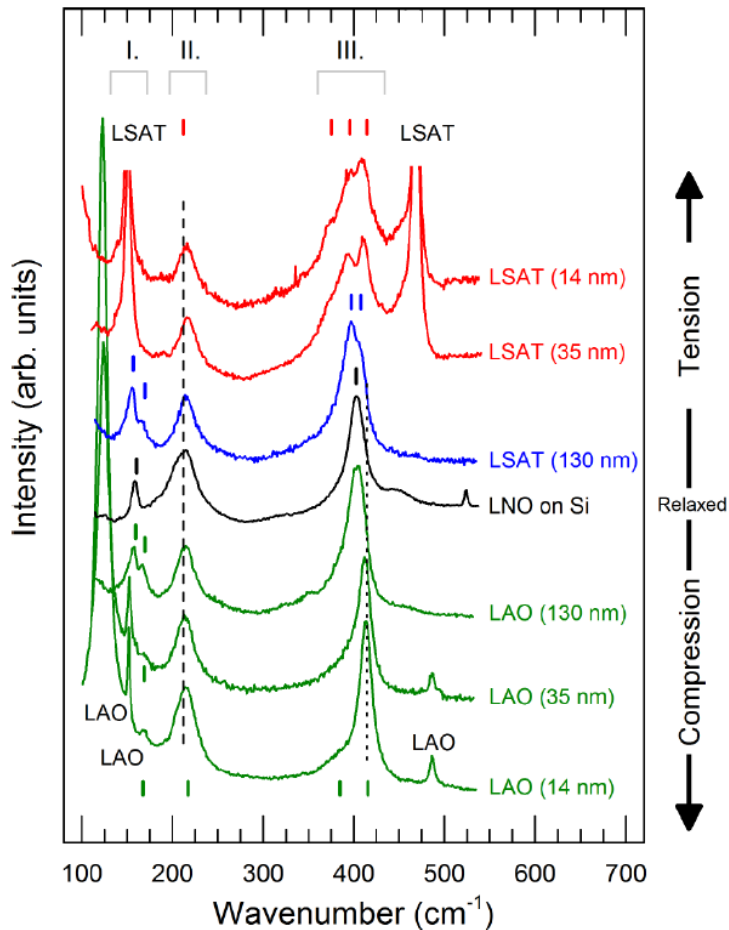 I. II. III.
LSAT LSAT
LSAT (14 nm)
LSAT (35 nm)
LSAT (130 nm)
LNO on Si
LAO (130 nm)
LAO (35 nm)
LAO
LAO LAO
LAO (14 nm)
Tension
Relaxed
Compression
Intensity (arb. units)
100 200 300 400 500 600 700
Wavenumber (cm⁻¹)